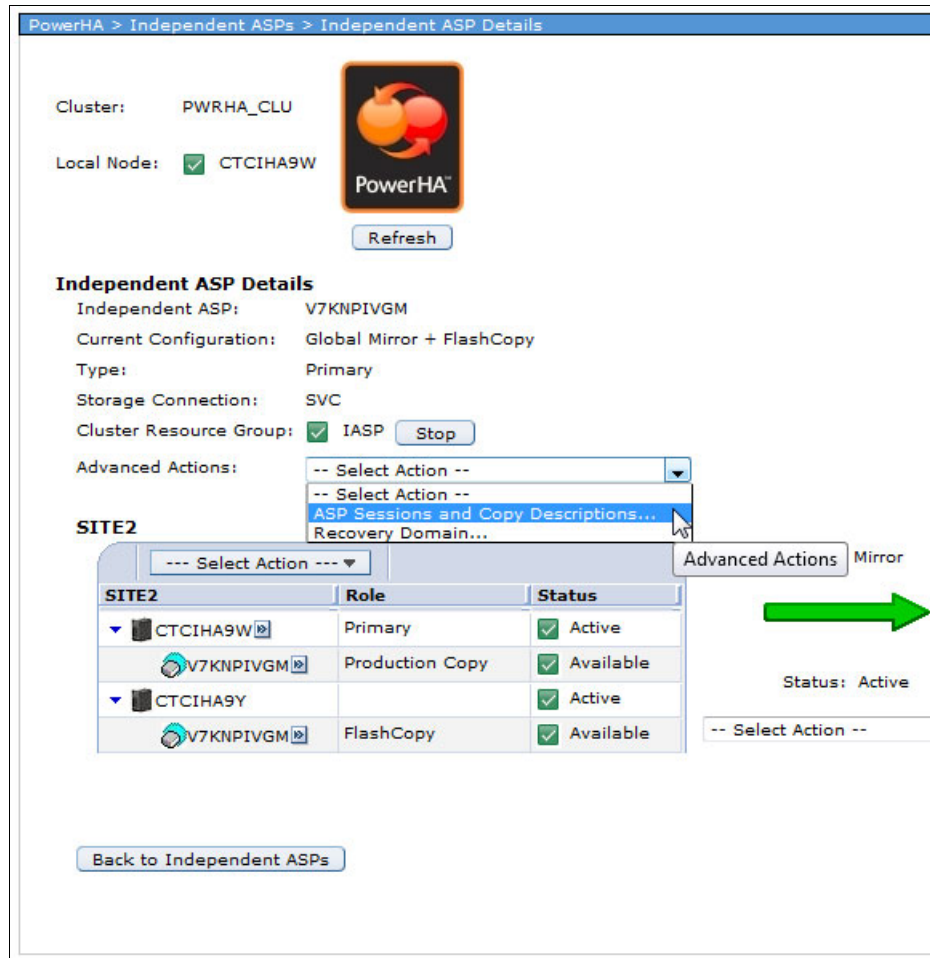 PowerHA > Independent ASPs > Independent ASP Details
Cluster: PWRHA_CLU
Local Node: CTCIHA9W
PowerHA™
Refresh
Independent ASP Details
Independent ASP: V7KNPIVGM
Current Configuration: Global Mirror + FlashCopy
Type: Primary
Storage Connection: SVC
Cluster Resource Group: IASP Stop
Advanced Actions: -- Select Action --
-- Select Action --
ASP Sessions and Copy Descriptions...
Recovery Domain...
SITE2
Advanced Actions Mirror
--- Select Action ---
SITE2 Role Status
CTCIHA9W Primary Active
V7KNPIVGM Production Copy Available
Status: Active
CTCIHA9Y Active
V7KNPIVGM FlashCopy Available
-- Select Action --
Back to Independent ASPs